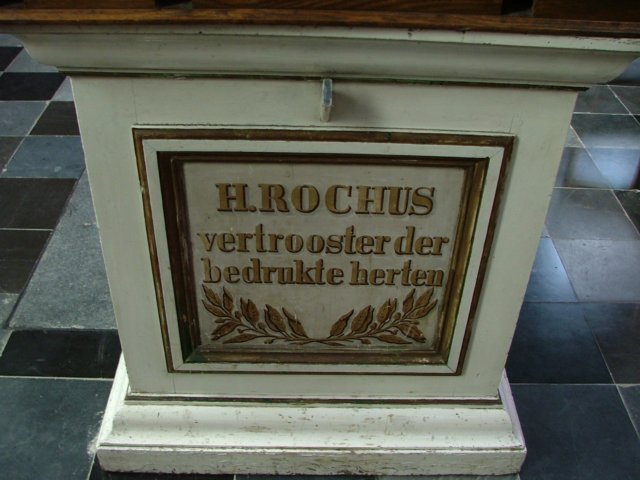 H.ROCHUS
vertrooster der
bedrukte herten